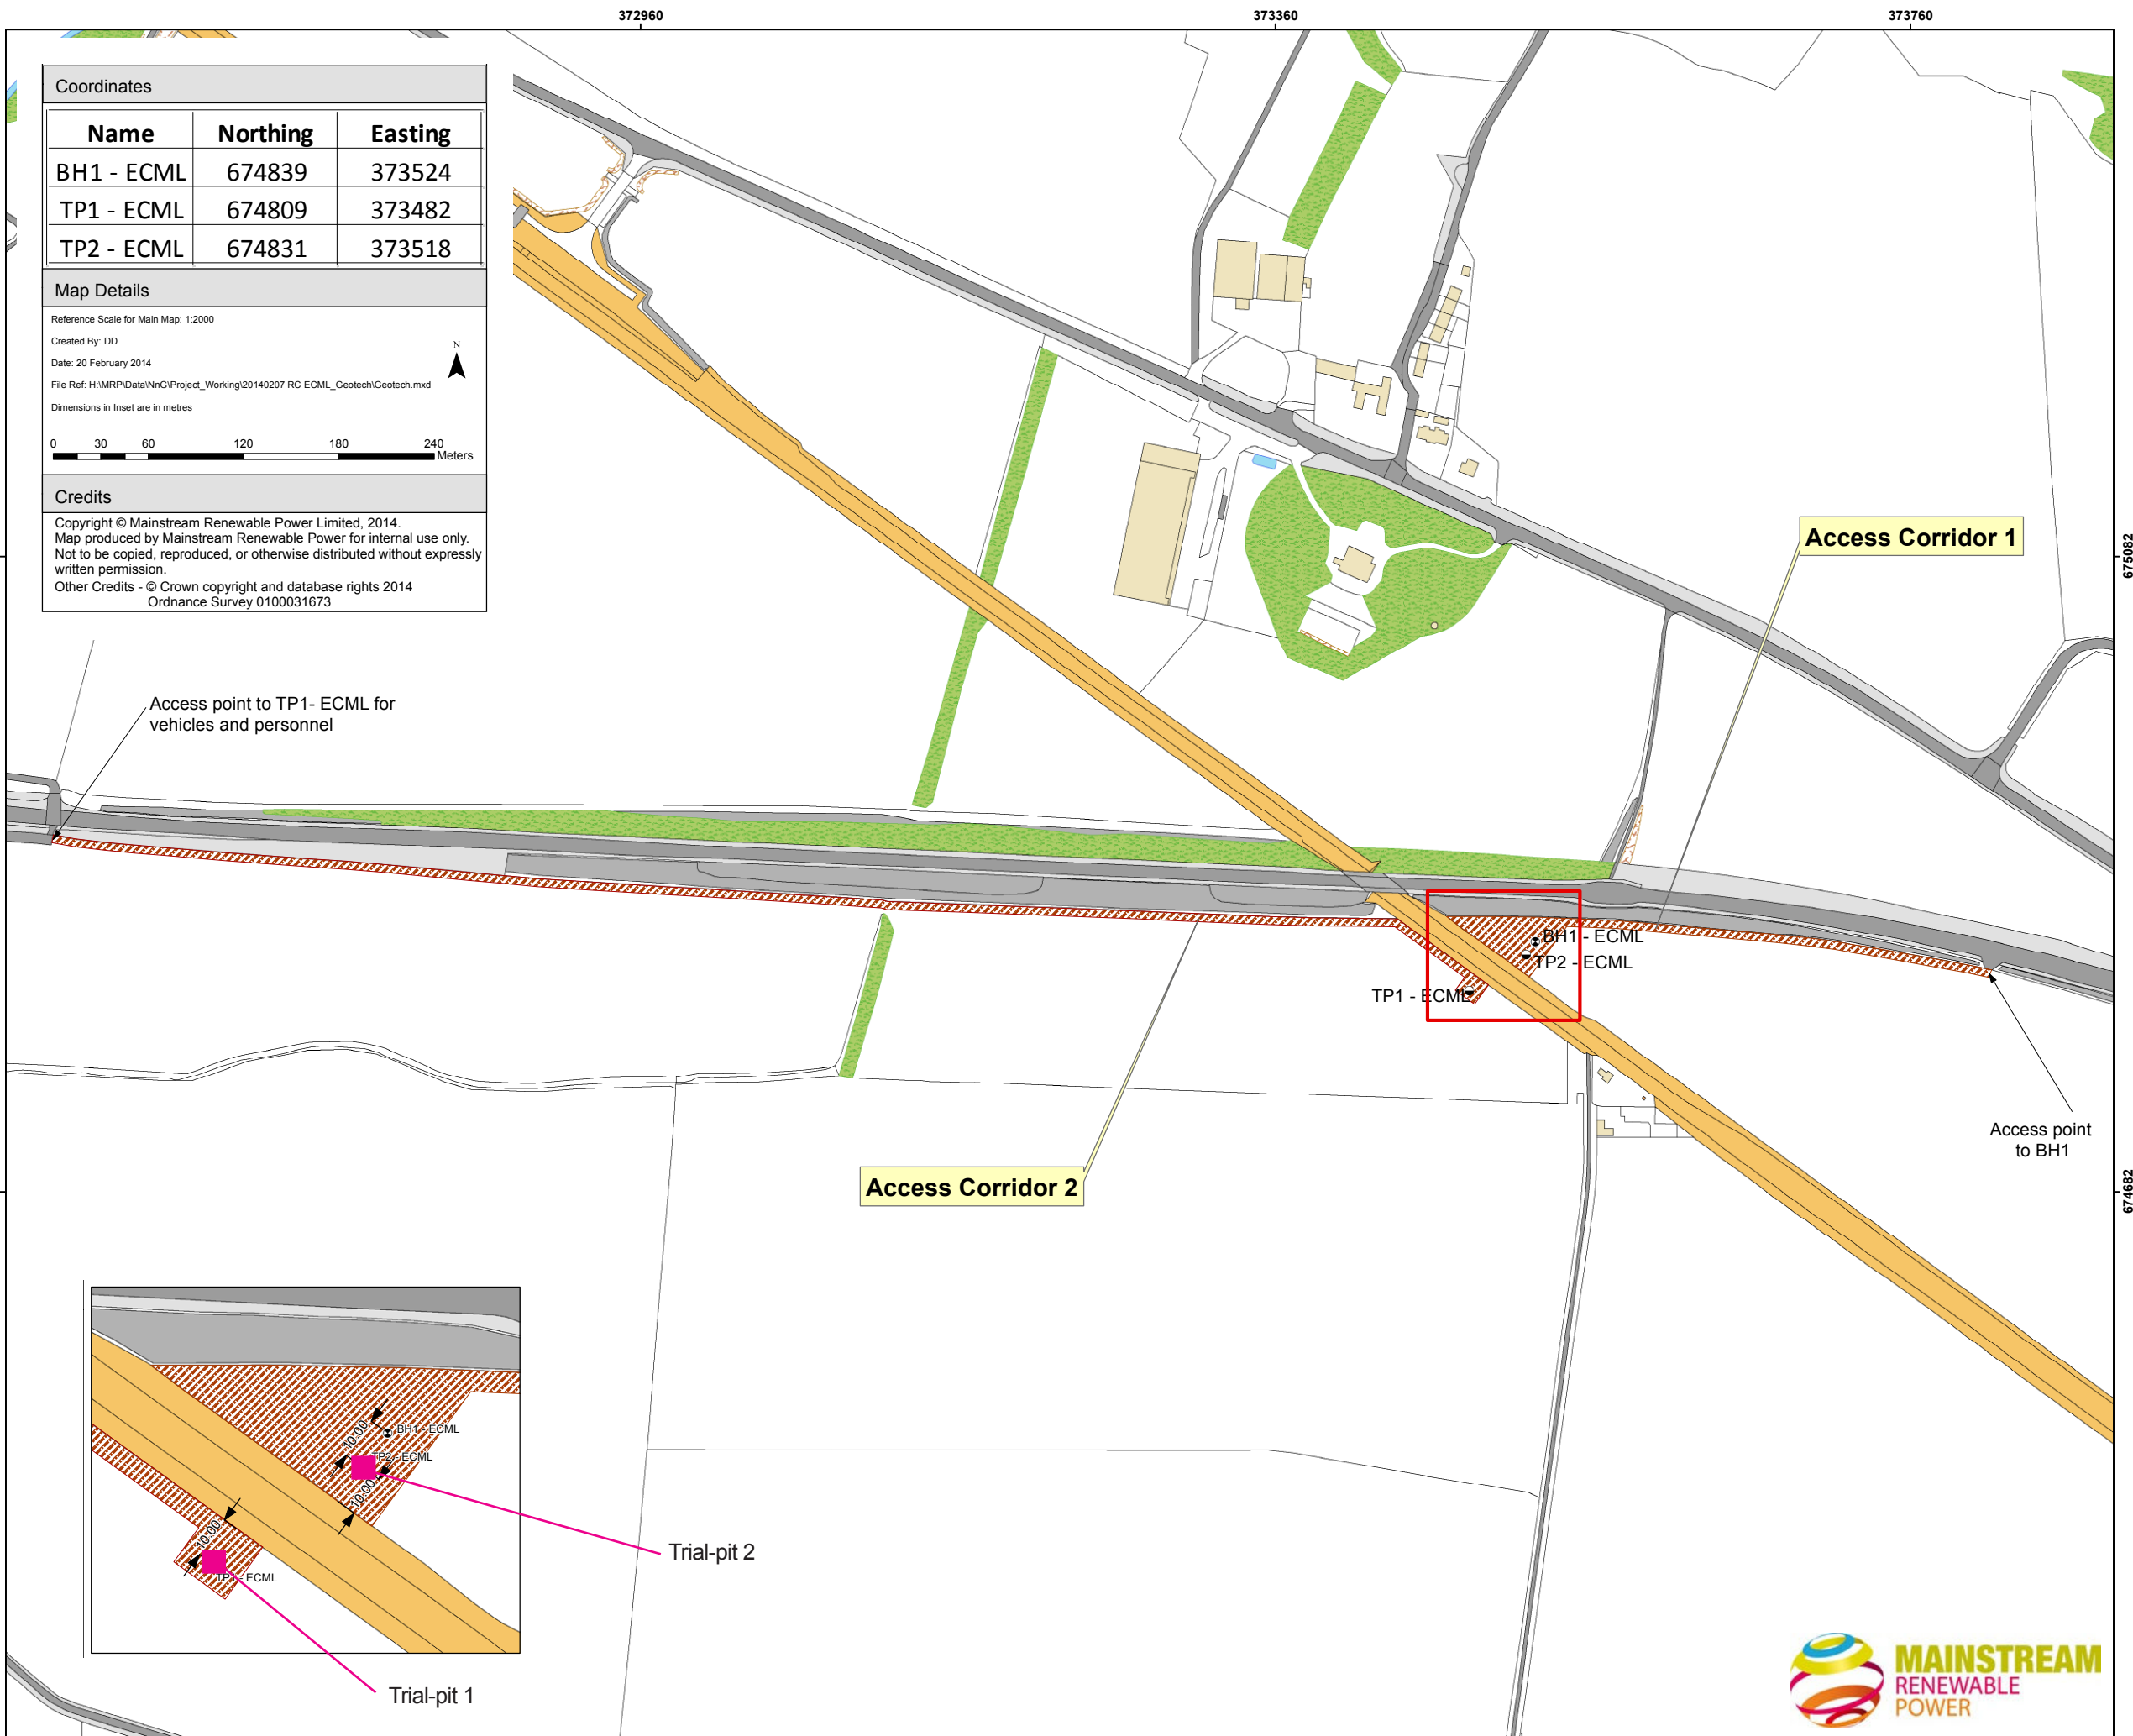 372960
373360
373760
Coordinates
Name Northing Easting
BH1 - ECML 674839 373524
TP1 - ECML 674809 373482
TP2 - ECML 674831 373518
Map Details
Reference Scale for Main Map: 1:2000
Created By: DD
Date: 20 February 2014
File Ref: H:\MRP\Data\NnG\Project_Working\20140207 RC ECML_Geotech\Geotech.mxd
Dimensions in Inset are in metres
N
0 30 60 120 180 240
Meters
Credits
Copyright © Mainstream Renewable Power Limited, 2014.
Map produced by Mainstream Renewable Power for internal use only.
Not to be copied, reproduced, or otherwise distributed without expressly
written permission.
Other Credits - © Crown copyright and database rights 2014
Ordnance Survey 0100031673
Access Corridor 1
675082
Access point to TP1- ECML for
vehicles and personnel
BH1 - ECML
TP2 - ECML
TP1 - ECML
Access point
to BH1
Access Corridor 2
674682
10.00
BH1 - ECML
TP2 - ECML
10.00
10.00
TP1 - ECML
Trial-pit 2
Trial-pit 1
MAINSTREAM
RENEWABLE
POWER